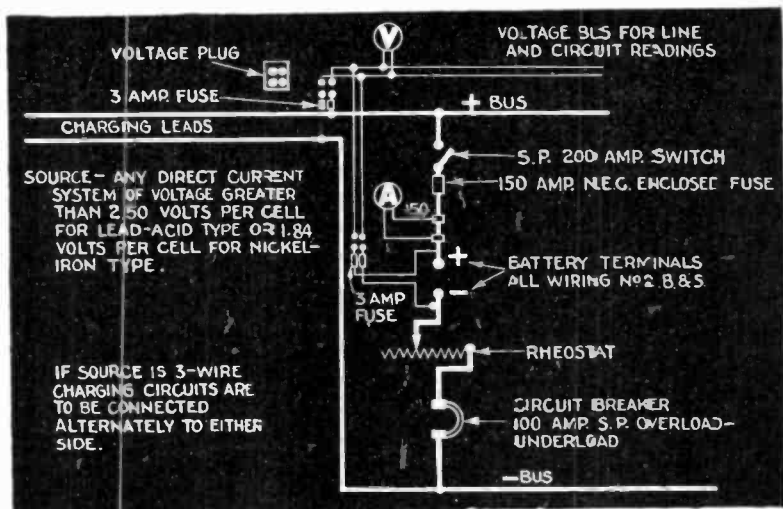 VOLTAGE PLUG
V
VOLTAGE BUS FOR LINE
AND CIRCUIT READINGS
3 AMP. FUSE
+ BUS
CHARGING LEADS
S.P. 200 AMP. SWITCH
150 AMP. N.E.C. ENCLOSED FUSE
SOURCE- ANY DIRECT CURRENT
SYSTEM OF VOLTAGE GREATER
THAN 2.50 VOLTS PER CELL
FOR LEAD-ACID TYPE OR 1.84
VOLTS PER CELL FOR NICKEL-
IRON TYPE.
A
150
+
BATTERY TERMINALS
ALL WIRING Nº2 B.&S.
-
3 AMP
FUSE
RHEOSTAT
IF SOURCE IS 3-WIRE
CHARGING CIRCUITS ARE
TO BE CONNECTED
ALTERNATELY TO EITHER
SIDE.
CIRCUIT BREAKER
100 AMP. S.P. OVERLOAD-
UNDERLOAD
-BUS